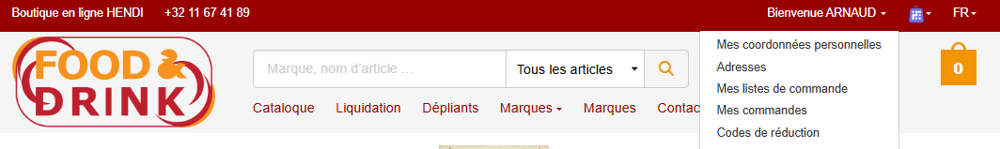 Boutique en ligne HENDI +32 11 67 41 89 Bienvenue ARNAUD FR
FOOD &
DRINK
Marque, nom d'article ... Tous les articles 0
Cataloque Liquidation Dépliants Marques Marques Contac
Mes coordonnées personnelles
Adresses
Mes listes de commande
Mes commandes
Codes de réduction